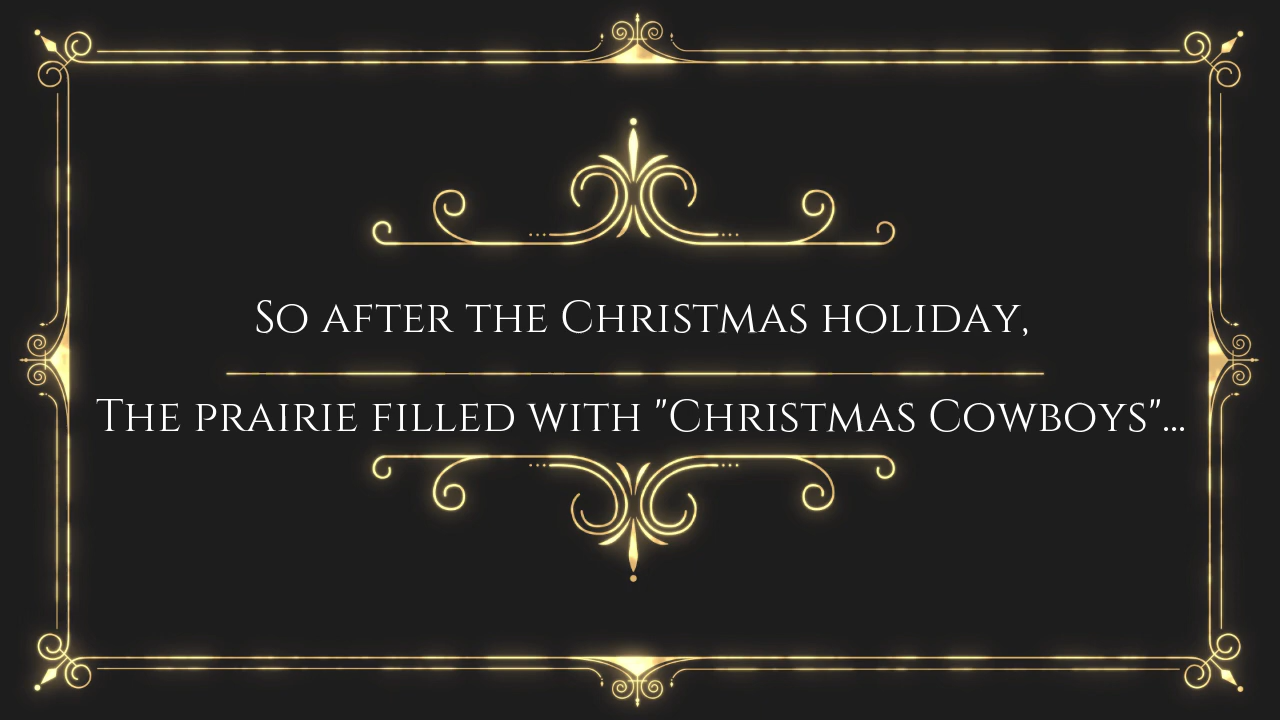 So after the Christmas holiday,
The prairie filled with "Christmas Cowboys"...